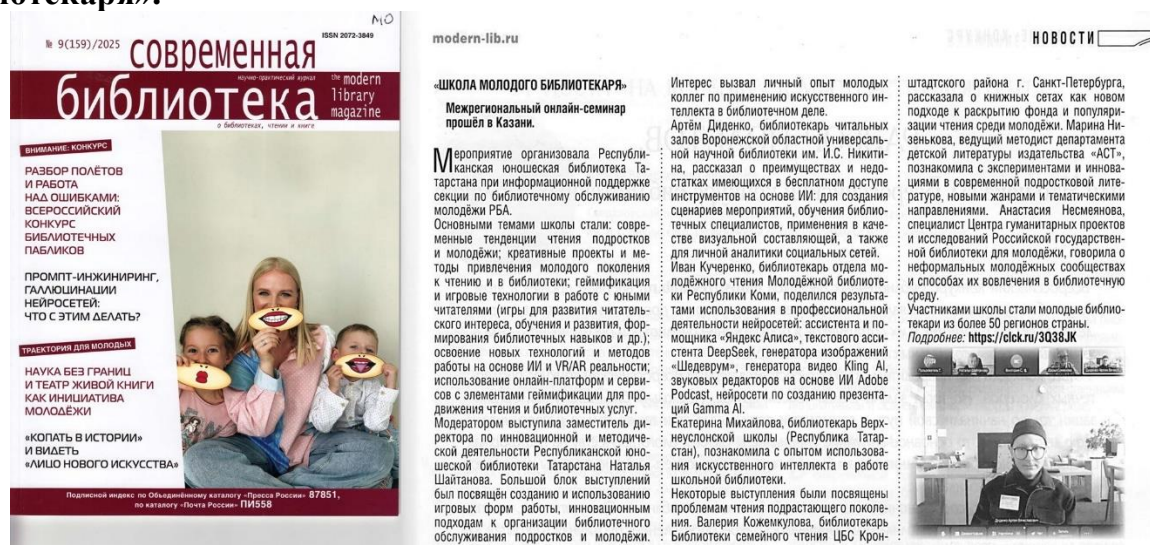 лиотекаря».
МО
ISSN 2072-3849
№ 9(159)/2025
современная
научно-практический журнал
the modern
library
magazine
библиотека
о библиотеках, чтении и книге
ВНИМАНИЕ: КОНКУРС
РАЗБОР ПОЛЁТОВ
И РАБОТА
НАД ОШИБКАМИ:
ВСЕРОССИЙСКИЙ
КОНКУРС
БИБЛИОТЕЧНЫХ
ПАБЛИКОВ
ПРОМПТ-ИНЖИНИРИНГ,
ГАЛЛЮЦИНАЦИИ
НЕЙРОСЕТЕЙ:
ЧТО С ЭТИМ ДЕЛАТЬ?
ТРАЕКТОРИЯ ДЛЯ МОЛОДЫХ
НАУКА БЕЗ ГРАНИЦ
И ТЕАТР ЖИВОЙ КНИГИ
КАК ИНИЦИАТИВА
МОЛОДЁЖИ
«КОПАТЬ В ИСТОРИИ»
И ВИДЕТЬ
«ЛИЦО НОВОГО ИСКУССТВА»
Подписной индекс по Объединённому каталогу «Пресса России» 87851,
по каталогу «Почта России» ПИ558
modern-lib.ru
НОВОСТИ
«ШКОЛА МОЛОДОГО БИБЛИОТЕКАРЯ»
Межрегиональный онлайн-семинар
прошёл в Казани.
Мероприятие организовала Республи-
канская юношеская библиотека Та-
тарстана при информационной поддержке
секции по библиотечному обслуживанию
молодёжи РБА.
Основными темами школы стали: совре-
менные тенденции чтения подростков
и молодёжи; креативные проекты и ме-
тоды привлечения молодого поколения
к чтению и в библиотеки; геймификация
и игровые технологии в работе с юными
читателями (игры для развития читатель-
ского интереса, обучения и развития, фор-
мирования библиотечных навыков и др.);
освоение новых технологий и методов
работы на основе ИИ и VR/AR реальности;
использование онлайн-платформ и серви-
сов с элементами геймификации для про-
движения чтения и библиотечных услуг.
Модератором выступила заместитель ди-
ректора по инновационной и методиче-
ской деятельности Республиканской юно-
шеской библиотеки Татарстана Наталья
Шайтанова. Большой блок выступлений
был посвящён созданию и использованию
игровых форм работы, инновационным
подходам к организации библиотечного
обслуживания подростков и молодёжи.
Интерес вызвал личный опыт молодых
коллег по применению искусственного ин-
теллекта в библиотечном деле.
Артём Диденко, библиотекарь читальных
залов Воронежской областной универсаль-
ной научной библиотеки им. И.С. Никити-
на, рассказал о преимуществах и недо-
статках имеющихся в бесплатном доступе
инструментов на основе ИИ: для создания
сценариев мероприятий, обучения библио-
течных специалистов, применения в каче-
стве визуальной составляющей, а также
для личной аналитики социальных сетей.
Иван Кучеренко, библиотекарь отдела мо-
лодёжного чтения Молодёжной библиоте-
ки Республики Коми, поделился результа-
тами использования в профессиональной
деятельности нейросетей: ассистента и по-
мощника «Яндекс Алиса», текстового асси-
стента DeepSeek, генератора изображений
«Шедеврум», генератора видео Kling AI,
звуковых редакторов на основе ИИ Adobe
Podcast, нейросети по созданию презента-
ций Gamma AI.
Екатерина Михайлова, библиотекарь Верх-
неуслонской школы (Республика Татар-
стан), познакомила с опытом использова-
ния искусственного интеллекта в работе
школьной библиотеки.
Некоторые выступления были посвящены
проблемам чтения подрастающего поколе-
ния. Валерия Кожемкулова, библиотекарь
Библиотеки семейного чтения ЦБС Крон-
штадтского района г. Санкт-Петербурга,
рассказала о книжных сетах как новом
подходе к раскрытию фонда и популяри-
зации чтения среди молодёжи. Марина Ни-
зенькова, ведущий методист департамента
детской литературы издательства «АСТ»,
познакомила с экспериментами и иннова-
циями в современной подростковой лите-
ратуре, новыми жанрами и тематическими
направлениями. Анастасия Несмеянова,
специалист Центра гуманитарных проектов
и исследований Российской государствен-
ной библиотеки для молодёжи, говорила о
неформальных молодёжных сообществах
и способах их вовлечения в библиотечную
среду.
Участниками школы стали молодые библио-
текари из более 50 регионов страны.
Подробнее: https://clck.ru/3Q38JK